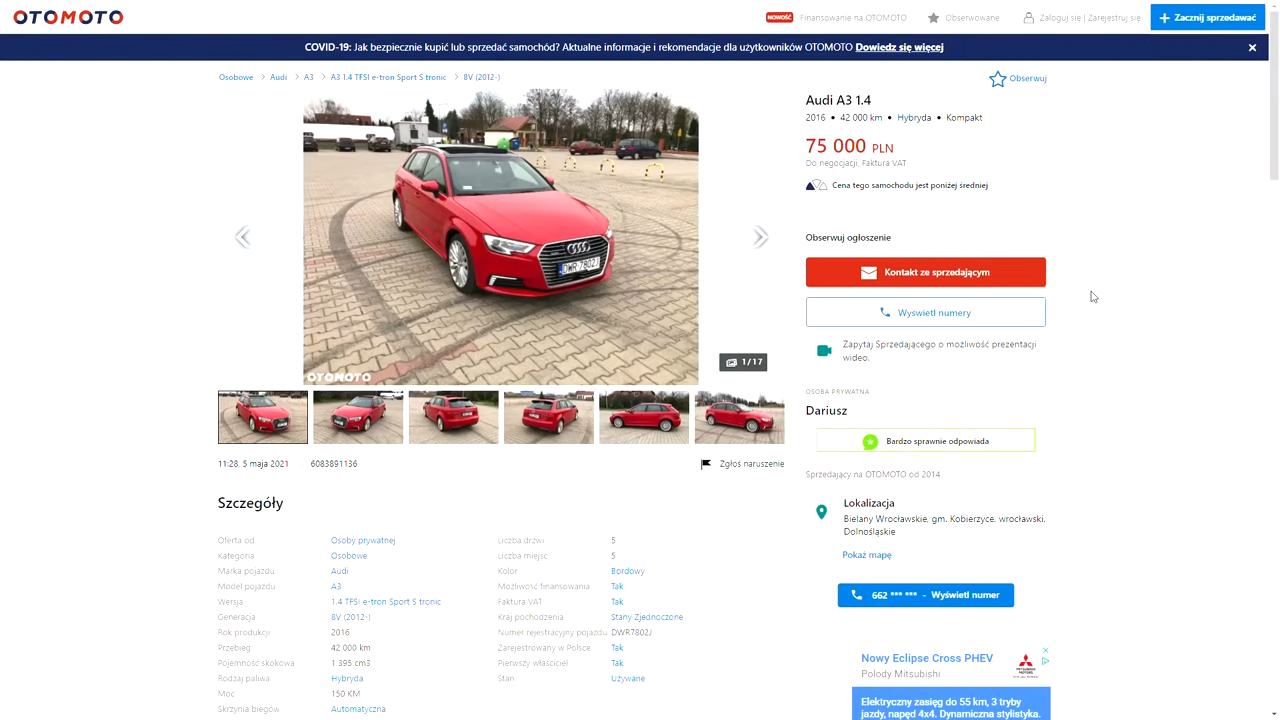 OTOMOTO
NOWOŚĆ Finansowanie na OTOMOTO
Obserwowane
Zaloguj się | Zarejestruj się
Zacznij sprzedawać
COVID-19: Jak bezpiecznie kupić lub sprzedać samochód? Aktualne informacje i rekomendacje dla użytkowników OTOMOTO Dowiedz się więcej
Osobowe > Audi > A3 > A3 1.4 TFSI e-tron Sport S tronic > 8V (2012-)
Obserwuj
Audi A3 1.4
2016 • 42 000 km • Hybryda • Kompakt
75 000 PLN
Do negocjacji, Faktura VAT
Cena tego samochodu jest poniżej średniej
Obserwuj ogłoszenie
Kontakt ze sprzedającym
Wyświetl numery
Zapytaj Sprzedającego o możliwość prezentacji
wideo.
DWR 7802J
OTOMOTO
1/17
OSOBA PRYWATNA
Dariusz
Bardzo sprawnie odpowiada
Sprzedający na OTOMOTO od 2014
Lokalizacja
Bielany Wrocławskie, gm. Kobierzyce, wrocławski,
Dolnośląskie
Pokaż mapę
662 *** *** - Wyświetl numer
11:28, 5 maja 2021 6083891136
Zgłoś naruszenie
Szczegóły
Oferta od Osoby prywatnej
Kategoria Osobowe
Marka pojazdu Audi
Model pojazdu A3
Wersja 1.4 TFSI e-tron Sport S tronic
Generacja 8V (2012-)
Rok produkcji 2016
Przebieg 42 000 km
Pojemność skokowa 1 395 cm3
Rodzaj paliwa Hybryda
Moc 150 KM
Skrzynia biegów Automatyczna
Liczba drzwi 5
Liczba miejsc 5
Kolor Bordowy
Możliwość finansowania Tak
Faktura VAT Tak
Kraj pochodzenia Stany Zjednoczone
Numer rejestracyjny pojazdu DWR7802J
Zarejestrowany w Polsce Tak
Pierwszy właściciel Tak
Stan Używane
Nowy Eclipse Cross PHEV
Polody Mitsubishi
Elektryczny zasięg do 55 km, 3 tryby
jazdy, napęd 4x4. Dynamiczna stylistyka.